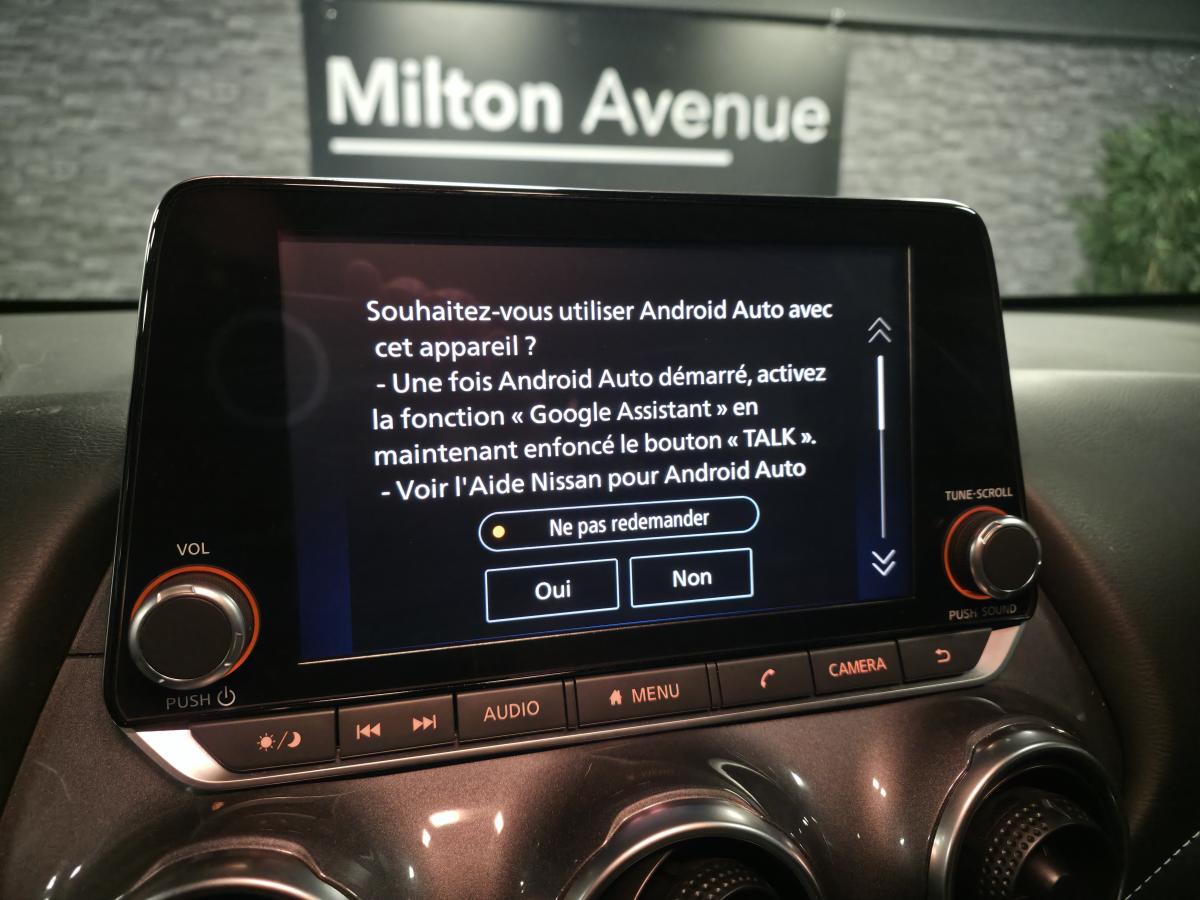 Milton Avenue
Souhaitez-vous utiliser Android Auto avec
cet appareil ?
- Une fois Android Auto démarré, activez
la fonction « Google Assistant » en
maintenant enfoncé le bouton « TALK ».
- Voir l'Aide Nissan pour Android Auto
Ne pas redemander
Oui
Non
TUNE-SCROLL
VOL
PUSH SOUND
PUSH
AUDIO
MENU
CAMERA